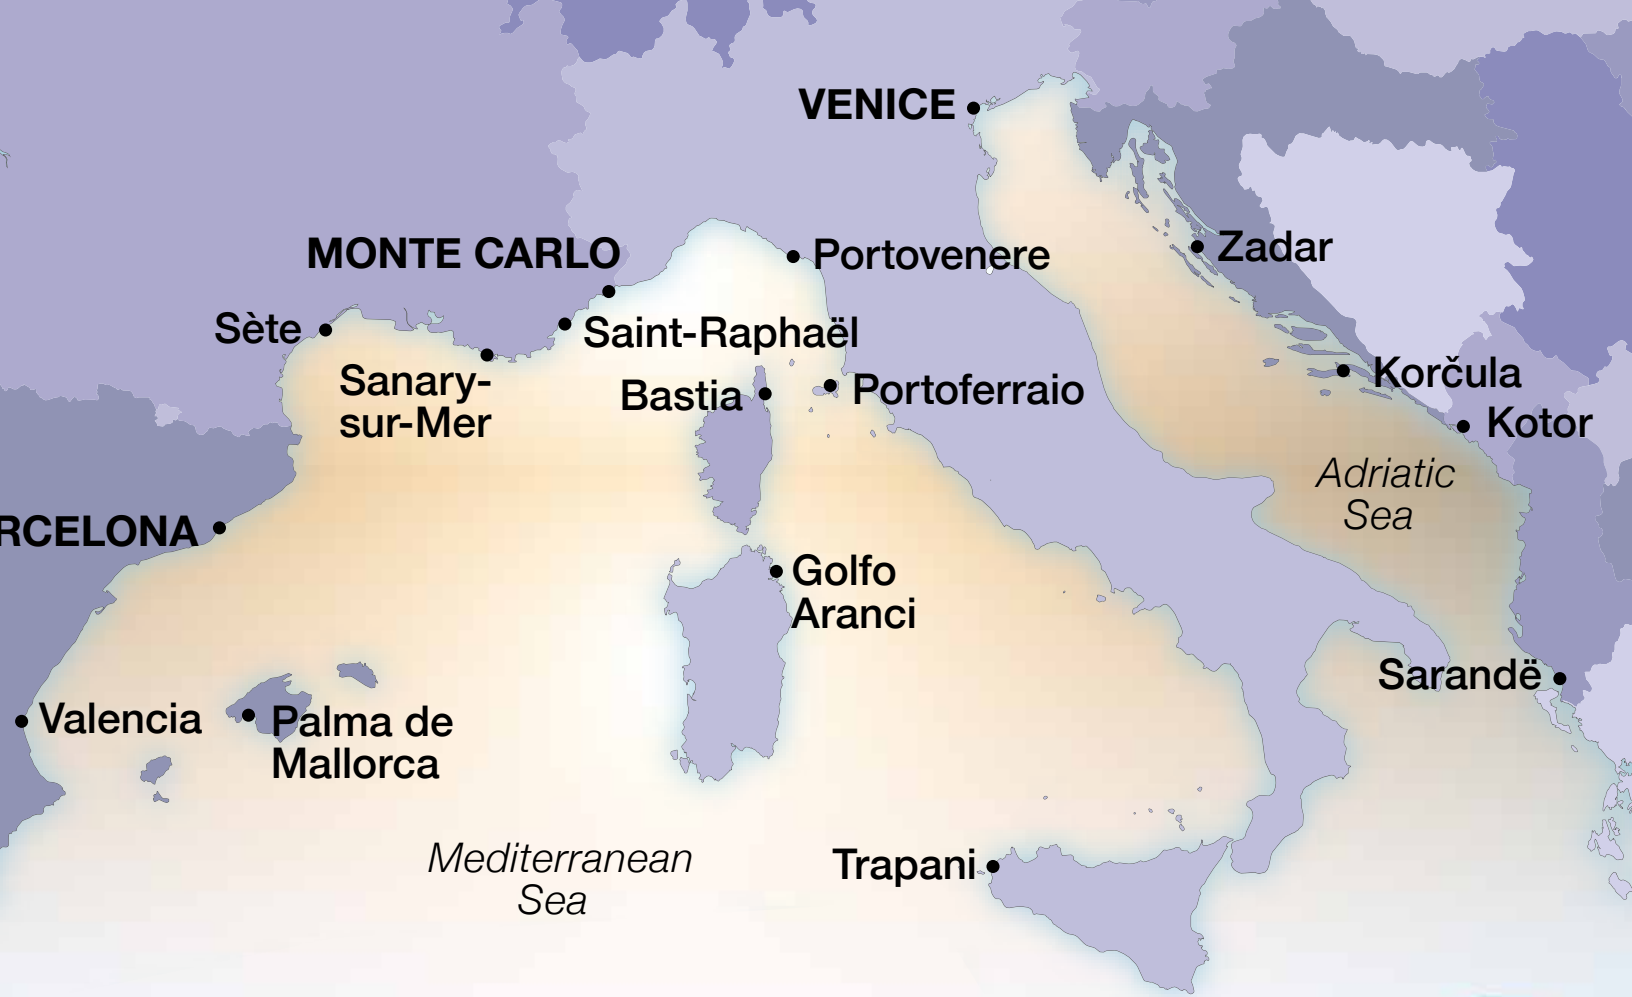 VENICE
Zadar
MONTE CARLO
Portovenere
Sète
Saint-Raphaël
Sanary-
sur-Mer
Bastia
Portoferraio
Korčula
Kotor
Adriatic
Sea
RCELONA
Golfo
Aranci
Sarandë
Valencia
Palma de
Mallorca
Mediterranean
Sea
Trapani